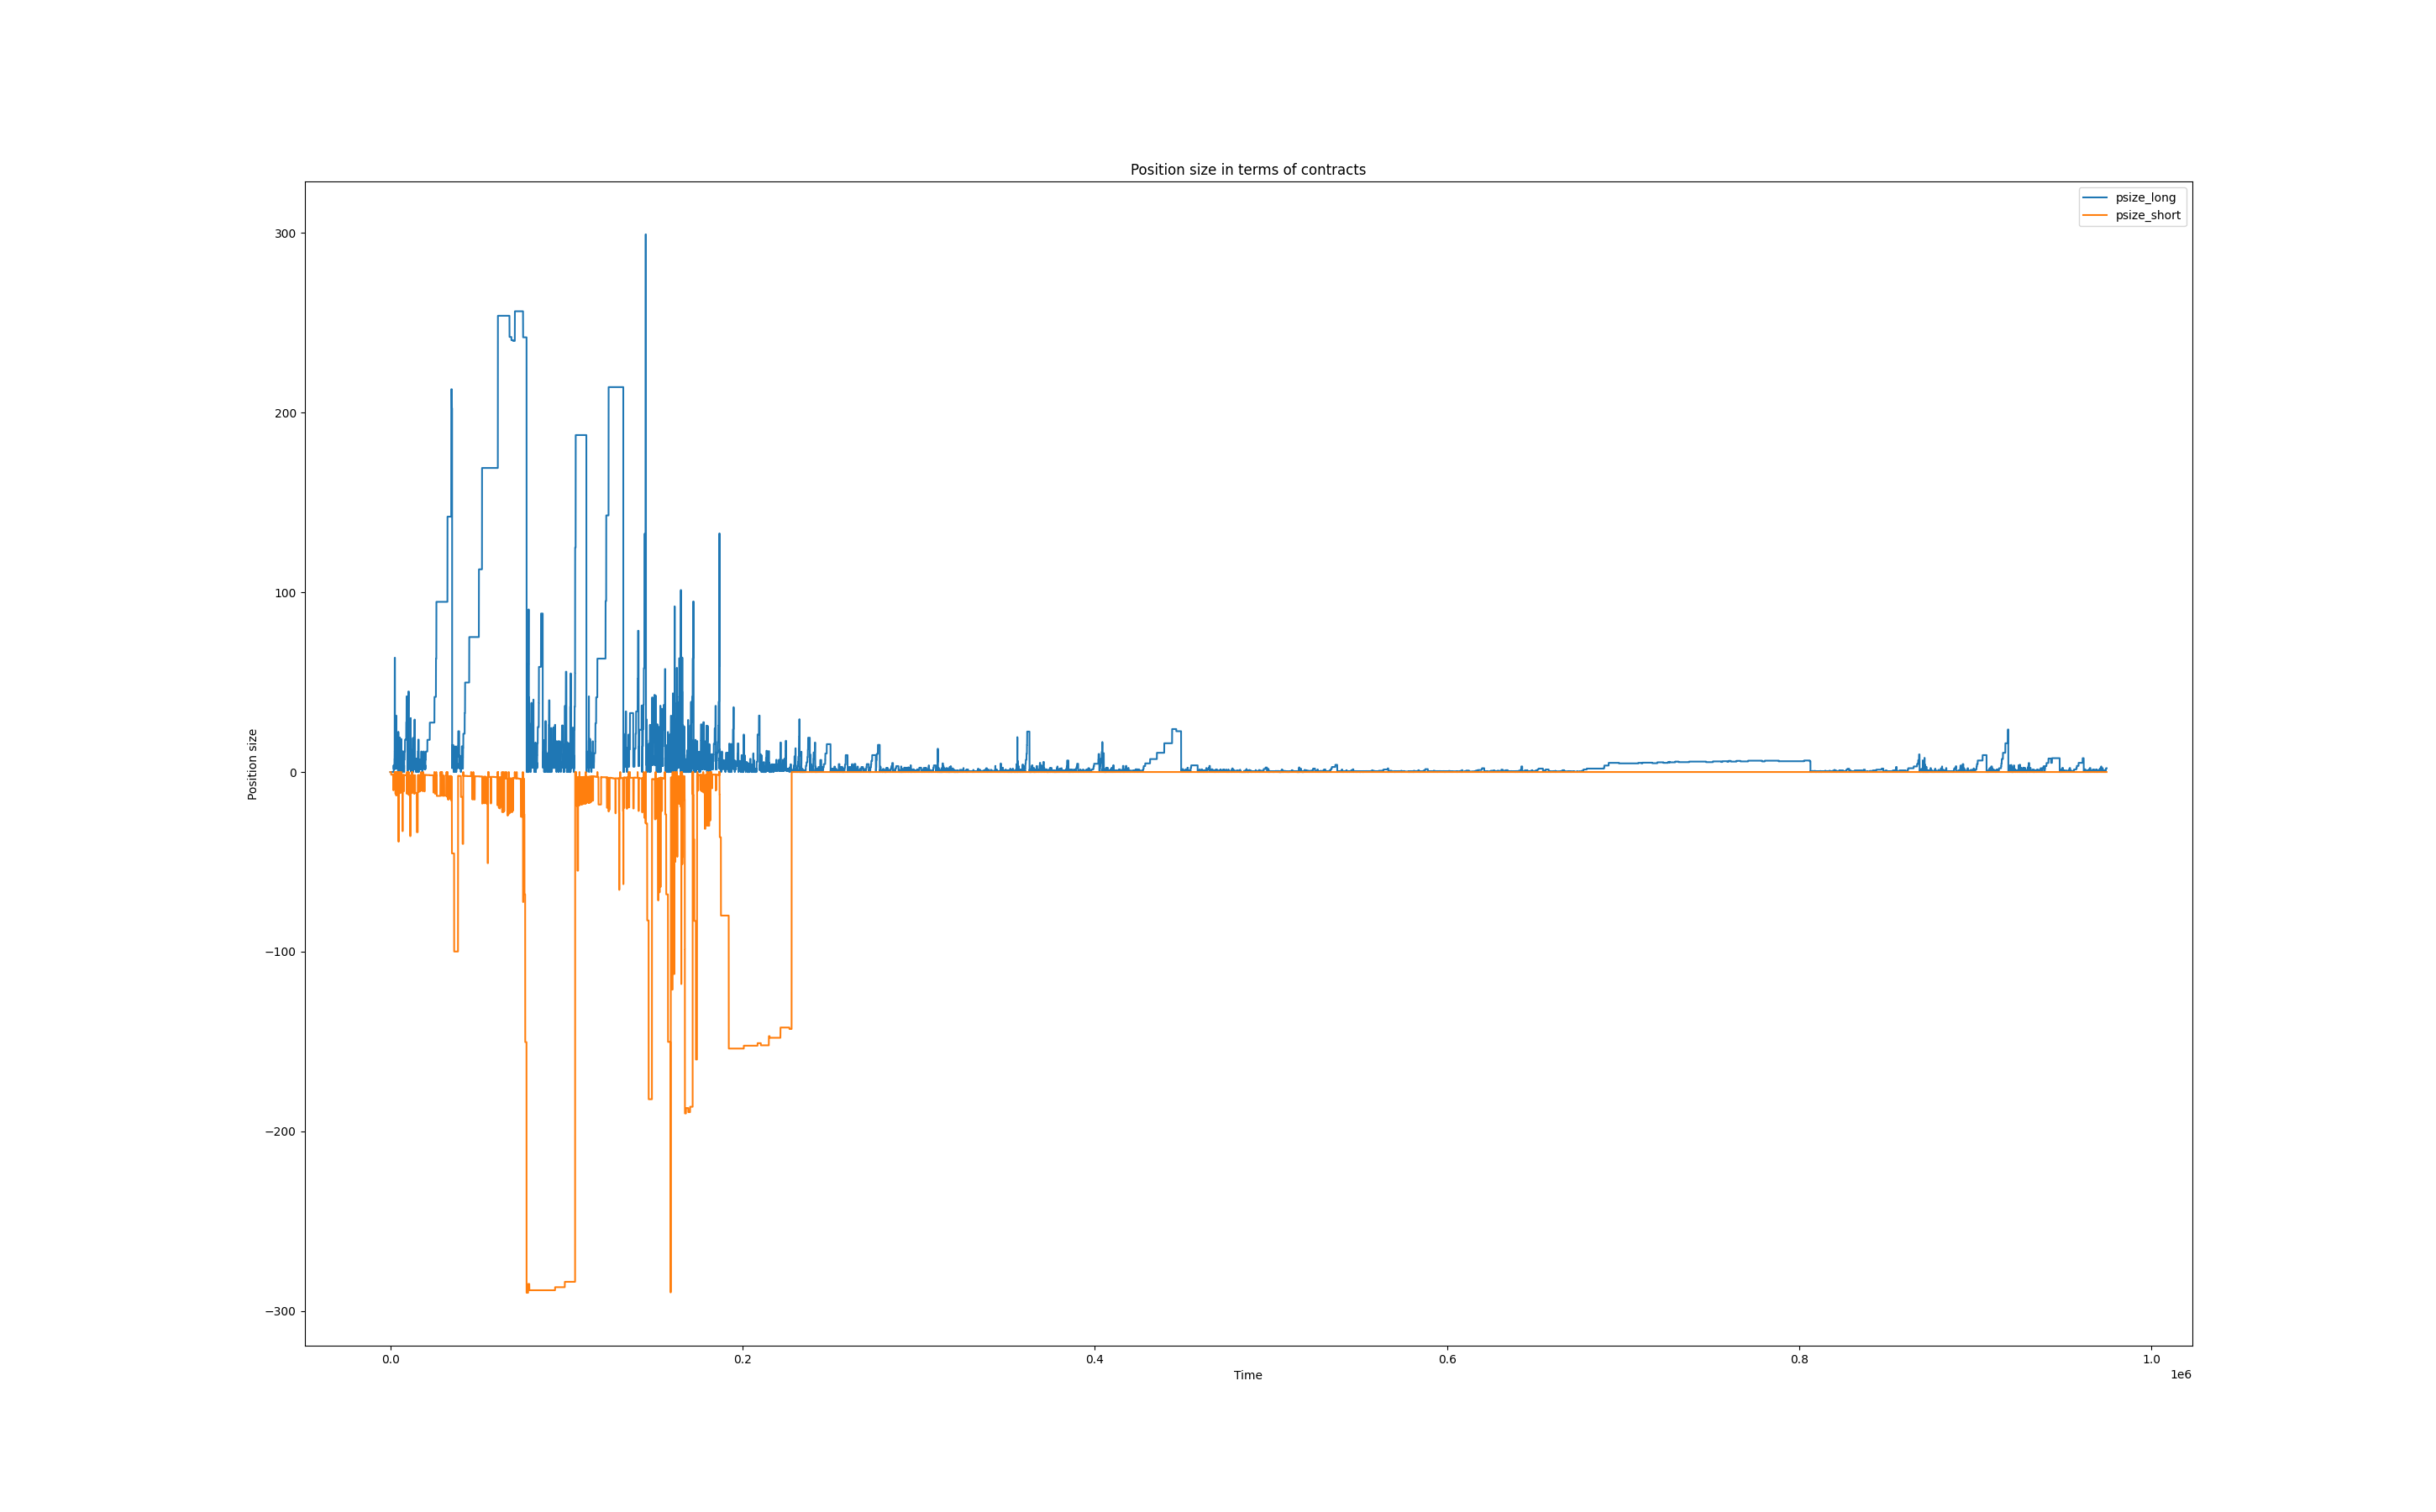 Position size in terms of contracts
psize_long
psize_short
300
200
100
0
−100
−200
−300
Position size
0.0
0.2
0.4
0.6
0.8
1.0
1e6
Time